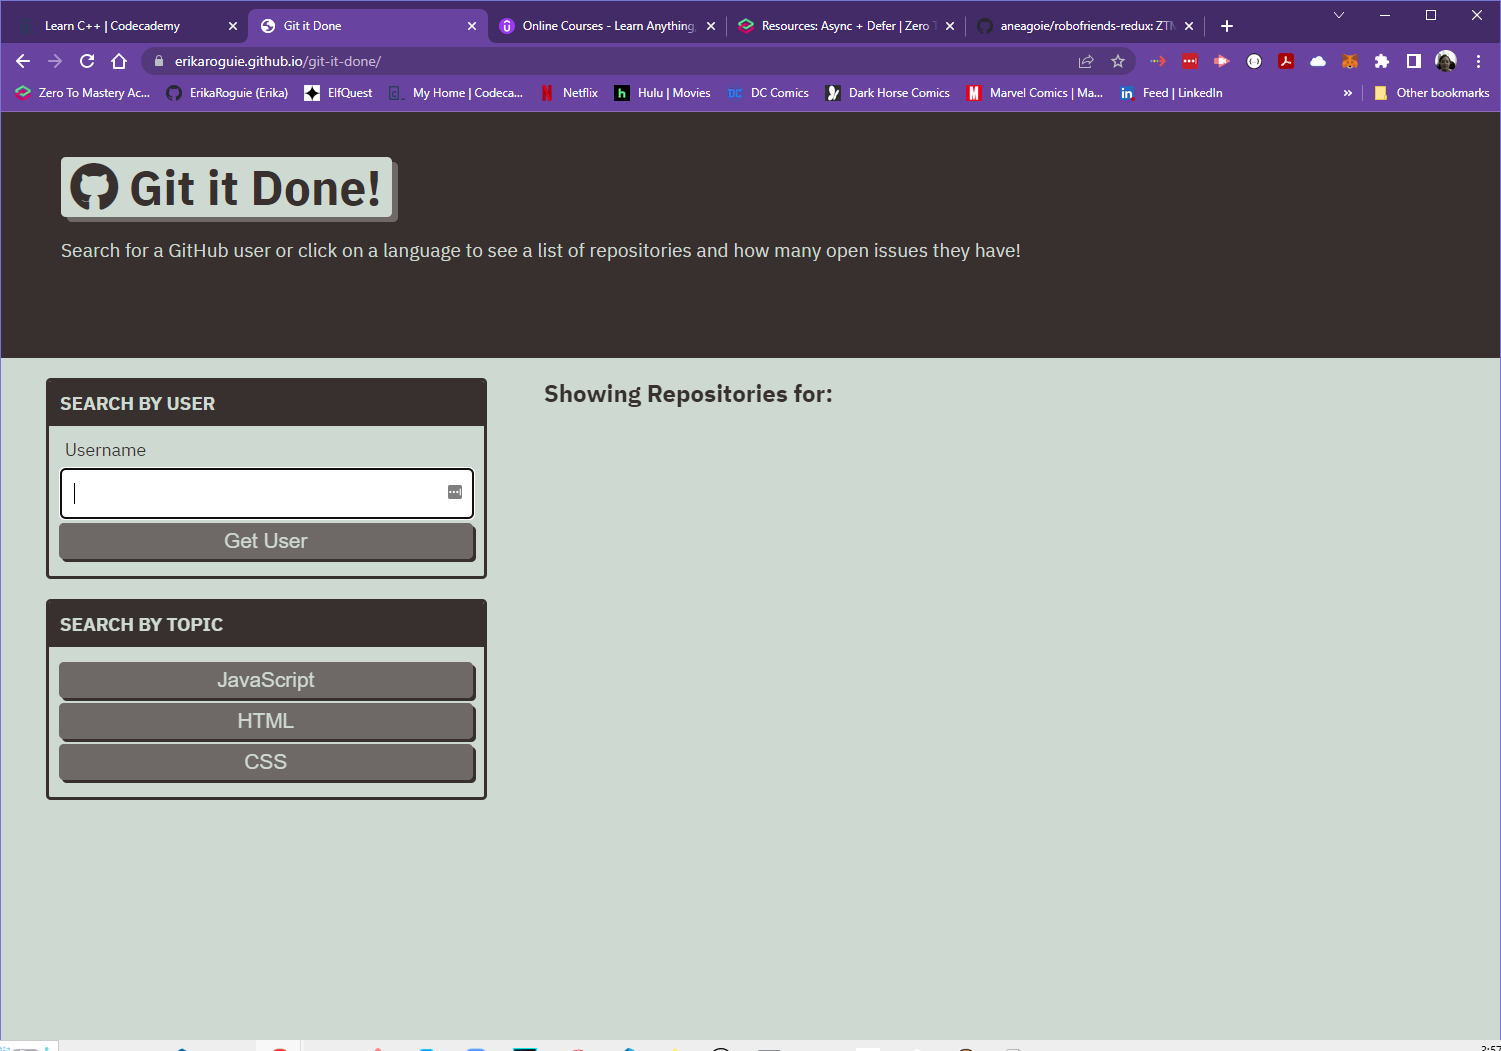 Learn C++ | Codecademy
Git it Done
Online Courses - Learn Anything,
Resources: Async + Defer | Zero T
aneagoie/robofriends-redux: ZTM
erikaroguie.github.io/git-it-done/
Zero To Mastery Ac...
ErikaRoguie (Erika)
ElfQuest
My Home | Codeca...
Netflix
Hulu | Movies
DC Comics
Dark Horse Comics
Marvel Comics | Ma...
Feed | LinkedIn
Other bookmarks
Git it Done!
Search for a GitHub user or click on a language to see a list of repositories and how many open issues they have!
SEARCH BY USER
Username
Get User
SEARCH BY TOPIC
JavaScript
HTML
CSS
Showing Repositories for: